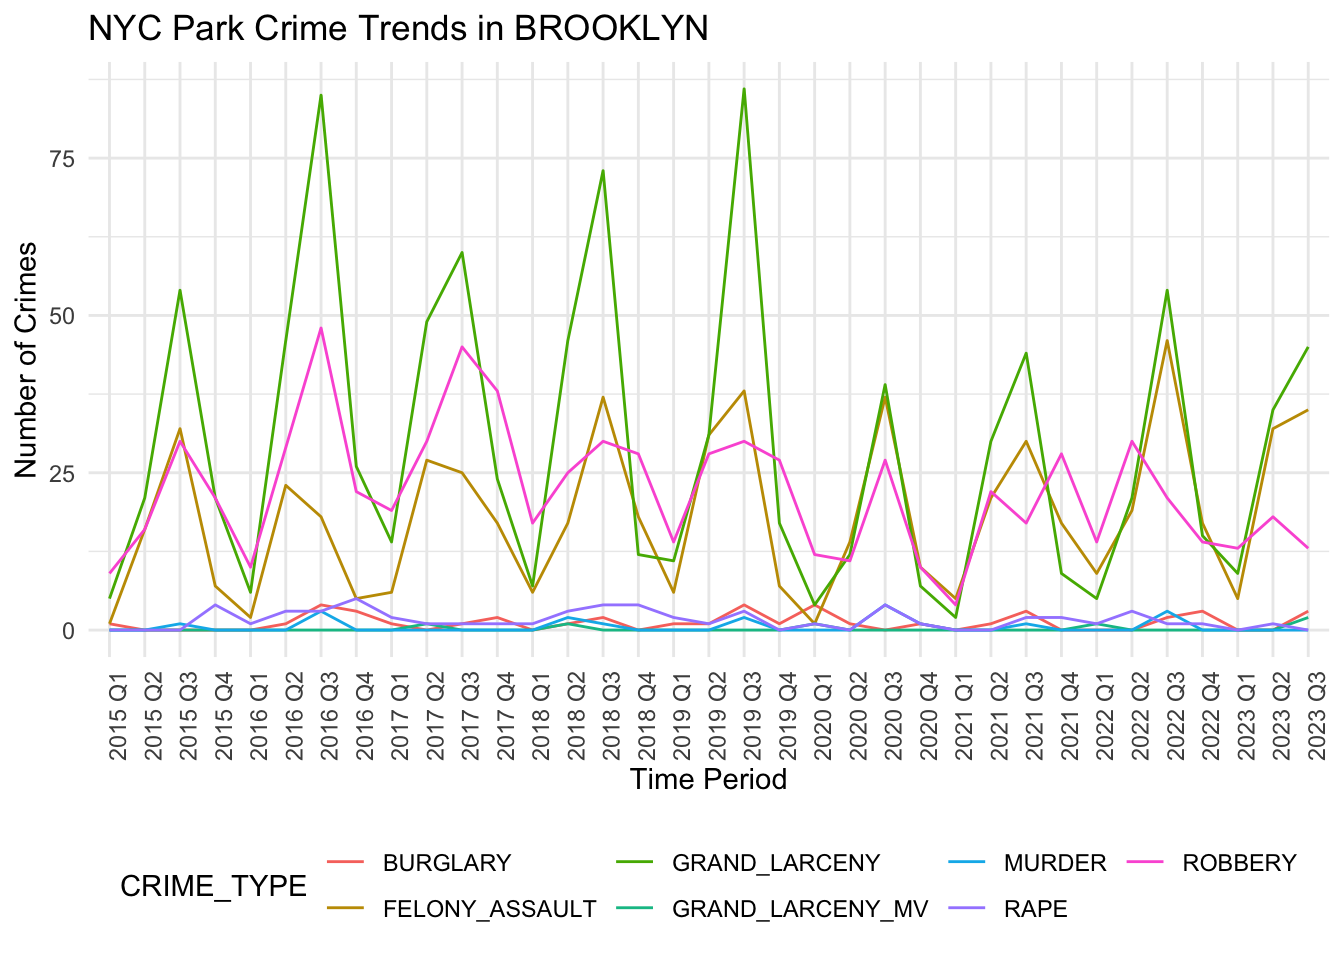 NYC Park Crime Trends in BROOKLYN
Number of Crimes
75
50
25
0
2015 Q1
2015 Q2
2015 Q3
2015 Q4
2016 Q1
2016 Q2
2016 Q3
2016 Q4
2017 Q1
2017 Q2
2017 Q3
2017 Q4
2018 Q1
2018 Q2
2018 Q3
2018 Q4
2019 Q1
2019 Q2
2019 Q3
2019 Q4
2020 Q1
2020 Q2
2020 Q3
2020 Q4
2021 Q1
2021 Q2
2021 Q3
2021 Q4
2022 Q1
2022 Q2
2022 Q3
2022 Q4
2023 Q1
2023 Q2
2023 Q3
Time Period
CRIME_TYPE
BURGLARY
GRAND_LARCENY
MURDER
ROBBERY
FELONY_ASSAULT
GRAND_LARCENY_MV
RAPE